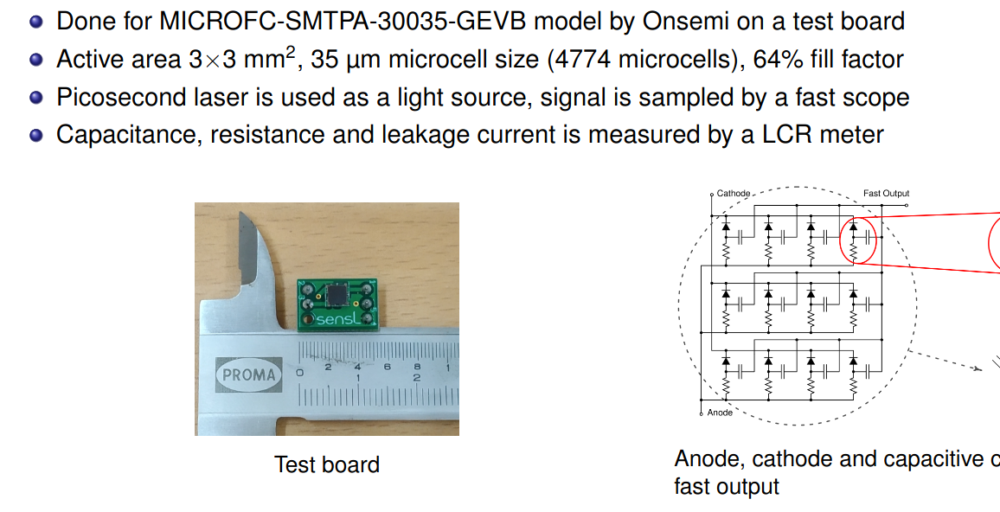 Done for MICROFC-SMTPA-30035-GEVB model by Onsemi on a test board
Active area 3×3 mm², 35 µm microcell size (4774 microcells), 64% fill factor
Picosecond laser is used as a light source, signal is sampled by a fast scope
Capacitance, resistance and leakage current is measured by a LCR meter
sensL
PROMA
0 2 4 6 8 1
1 2
Test board
Cathode
Fast Output
Anode
Anode, cathode and capacitive c
fast output